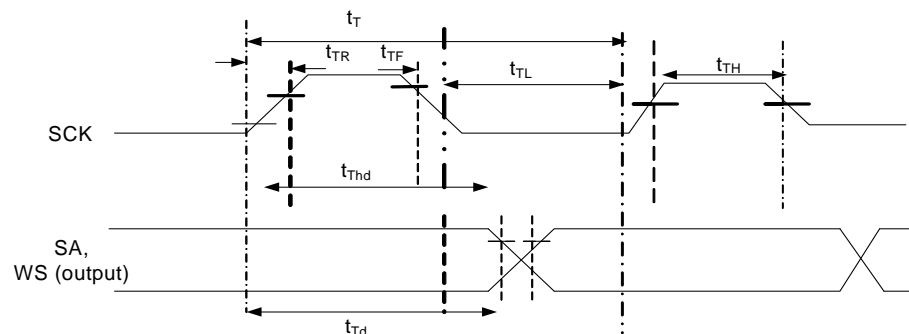 tT
tTR
tTF
tTL
tTH
SCK
tThd
SA,
WS (output)
tTd